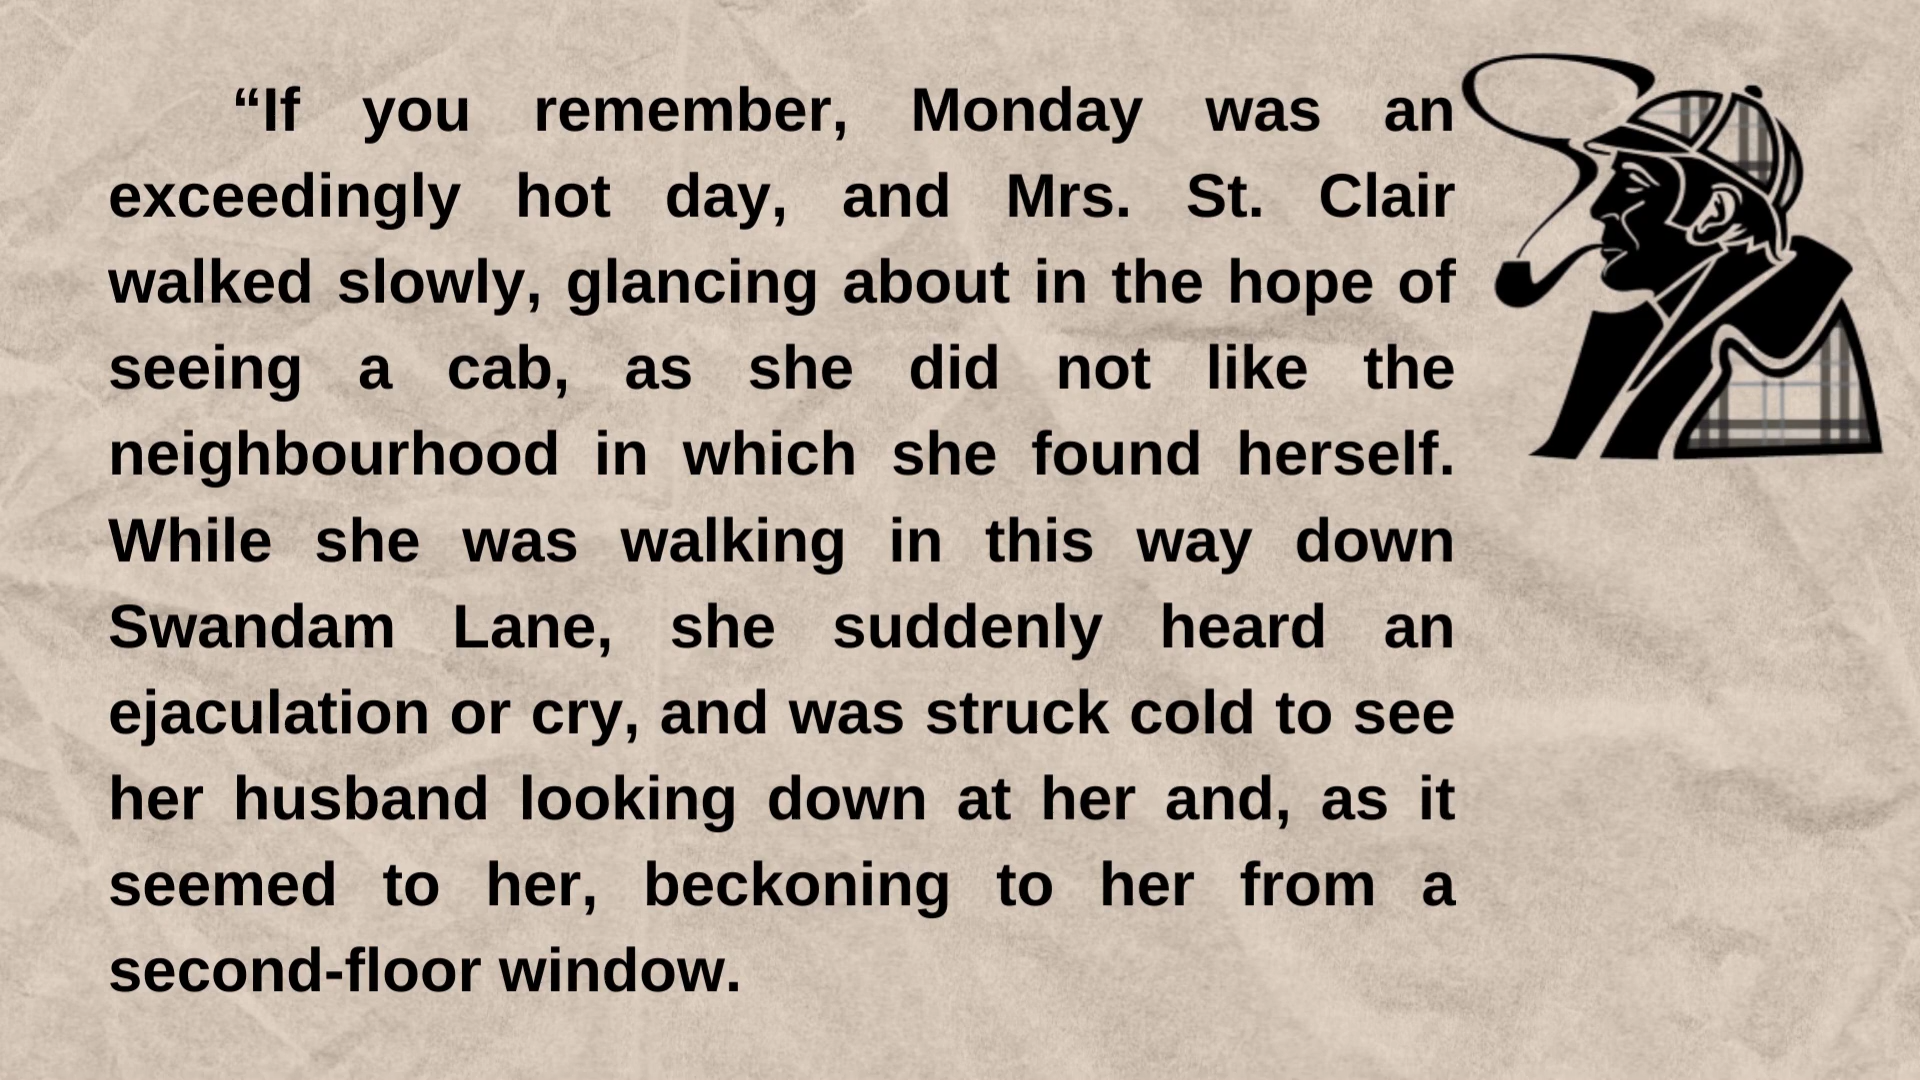 “If you remember, Monday was an
exceedingly hot day, and Mrs. St. Clair
walked slowly, glancing about in the hope of
seeing a cab, as she did not like the
neighbourhood in which she found herself.
While she was walking in this way down
Swandam Lane, she suddenly heard an
ejaculation or cry, and was struck cold to see
her husband looking down at her and, as it
seemed to her, beckoning to her from a
second-floor window.